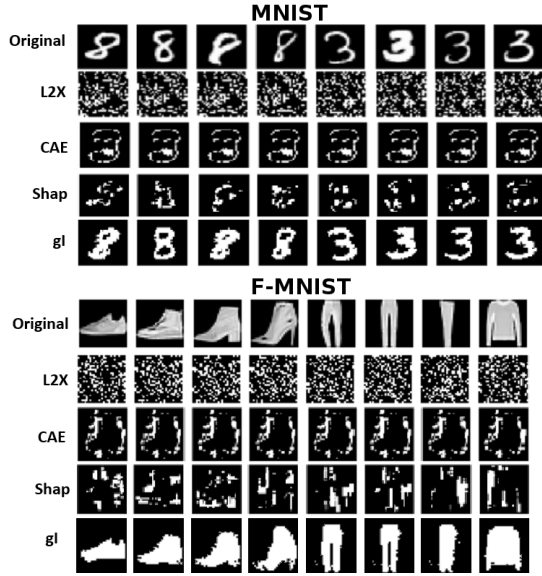 MNIST
Original
L2X
CAE
Shap
gl
F-MNIST
Original
L2X
CAE
Shap
gl